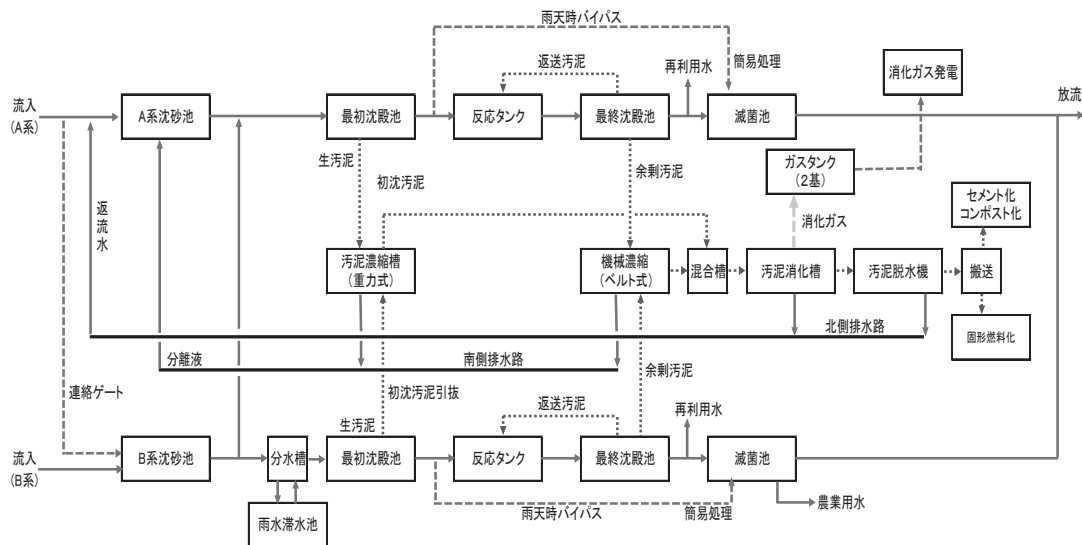 雨天時バイパス
返送汚泥
再利用水
簡易処理
消化ガス発電
流入
(A系)
A系沈砂池
最初沈殿池
反応タンク
最終沈殿池
滅菌池
放流
生汚泥
初沈汚泥
余剰汚泥
ガスタンク
(2基)
セメント化
コンポスト化
返流水
消化ガス
汚泥濃縮槽
(重力式)
機械濃縮
(ベルト式)
混合槽
汚泥消化槽
汚泥脱水機
搬送
北側排水路
固形燃料化
分離液
南側排水路
連絡ゲート
初沈汚泥引抜
余剰汚泥
生汚泥
返送汚泥
再利用水
流入
(B系)
B系沈砂池
分水槽
最初沈殿池
反応タンク
最終沈殿池
滅菌池
雨水滞水池
雨天時バイパス
簡易処理
農業用水